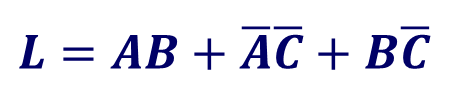 L = AB + A̅C̅ + BC̅